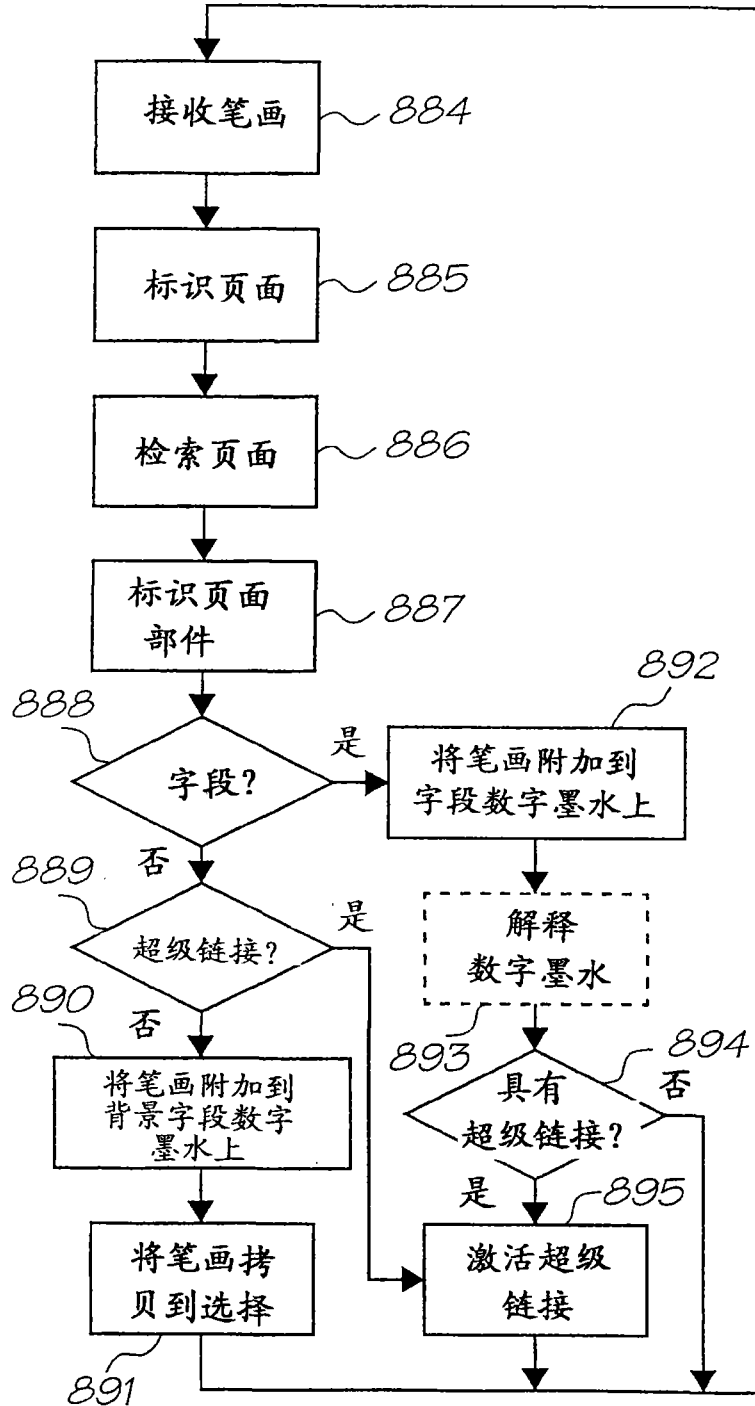 接收笔画
884
标识页面
885
检索页面
886
标识页面
部件
887
888
字段?
是
892
将笔画附加到
字段数字墨水上
否
889
超级链接?
是
解释
数字墨水
893
890
否
将笔画附加到
背景字段数字
墨水上
894
具有
超级链接?
否
是
895
将笔画拷
贝到选择
891
激活超级
链接